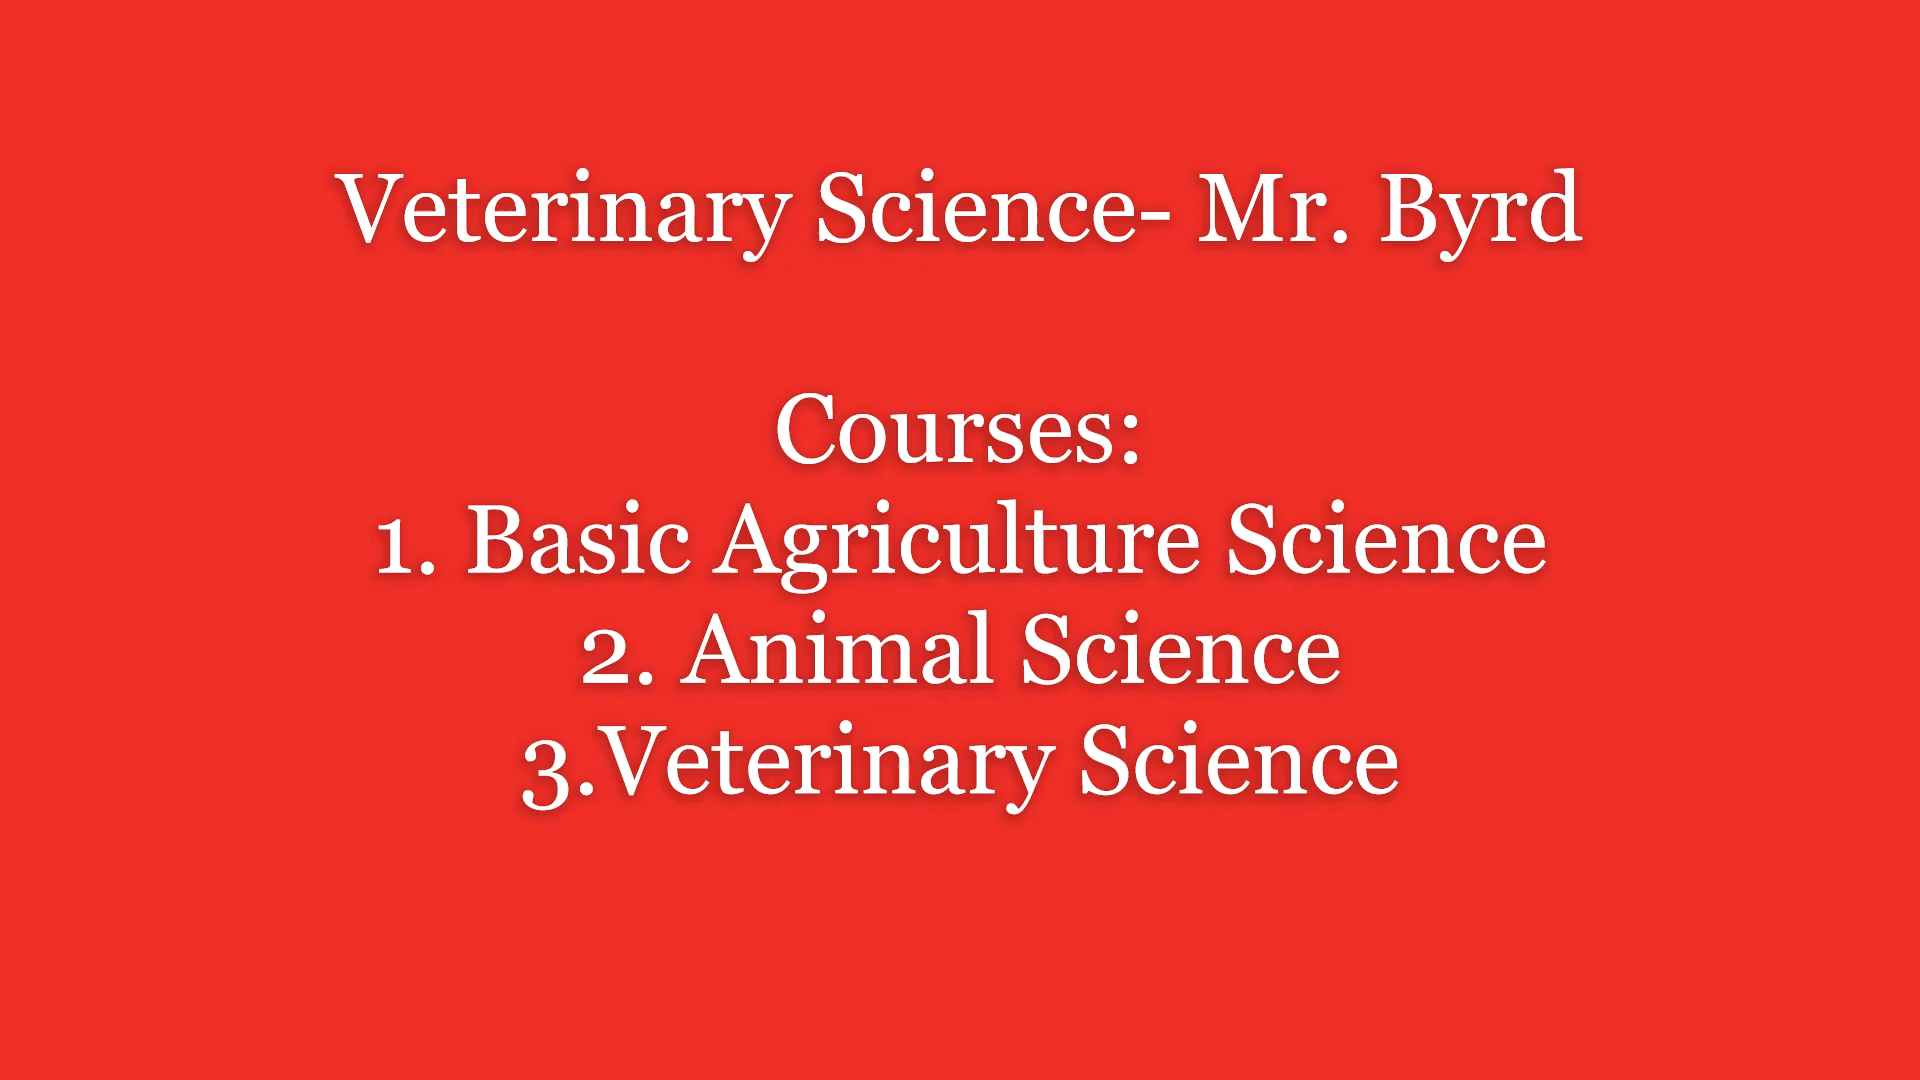 Veterinary Science- Mr. Byrd
Courses:
1. Basic Agriculture Science
2. Animal Science
3.Veterinary Science